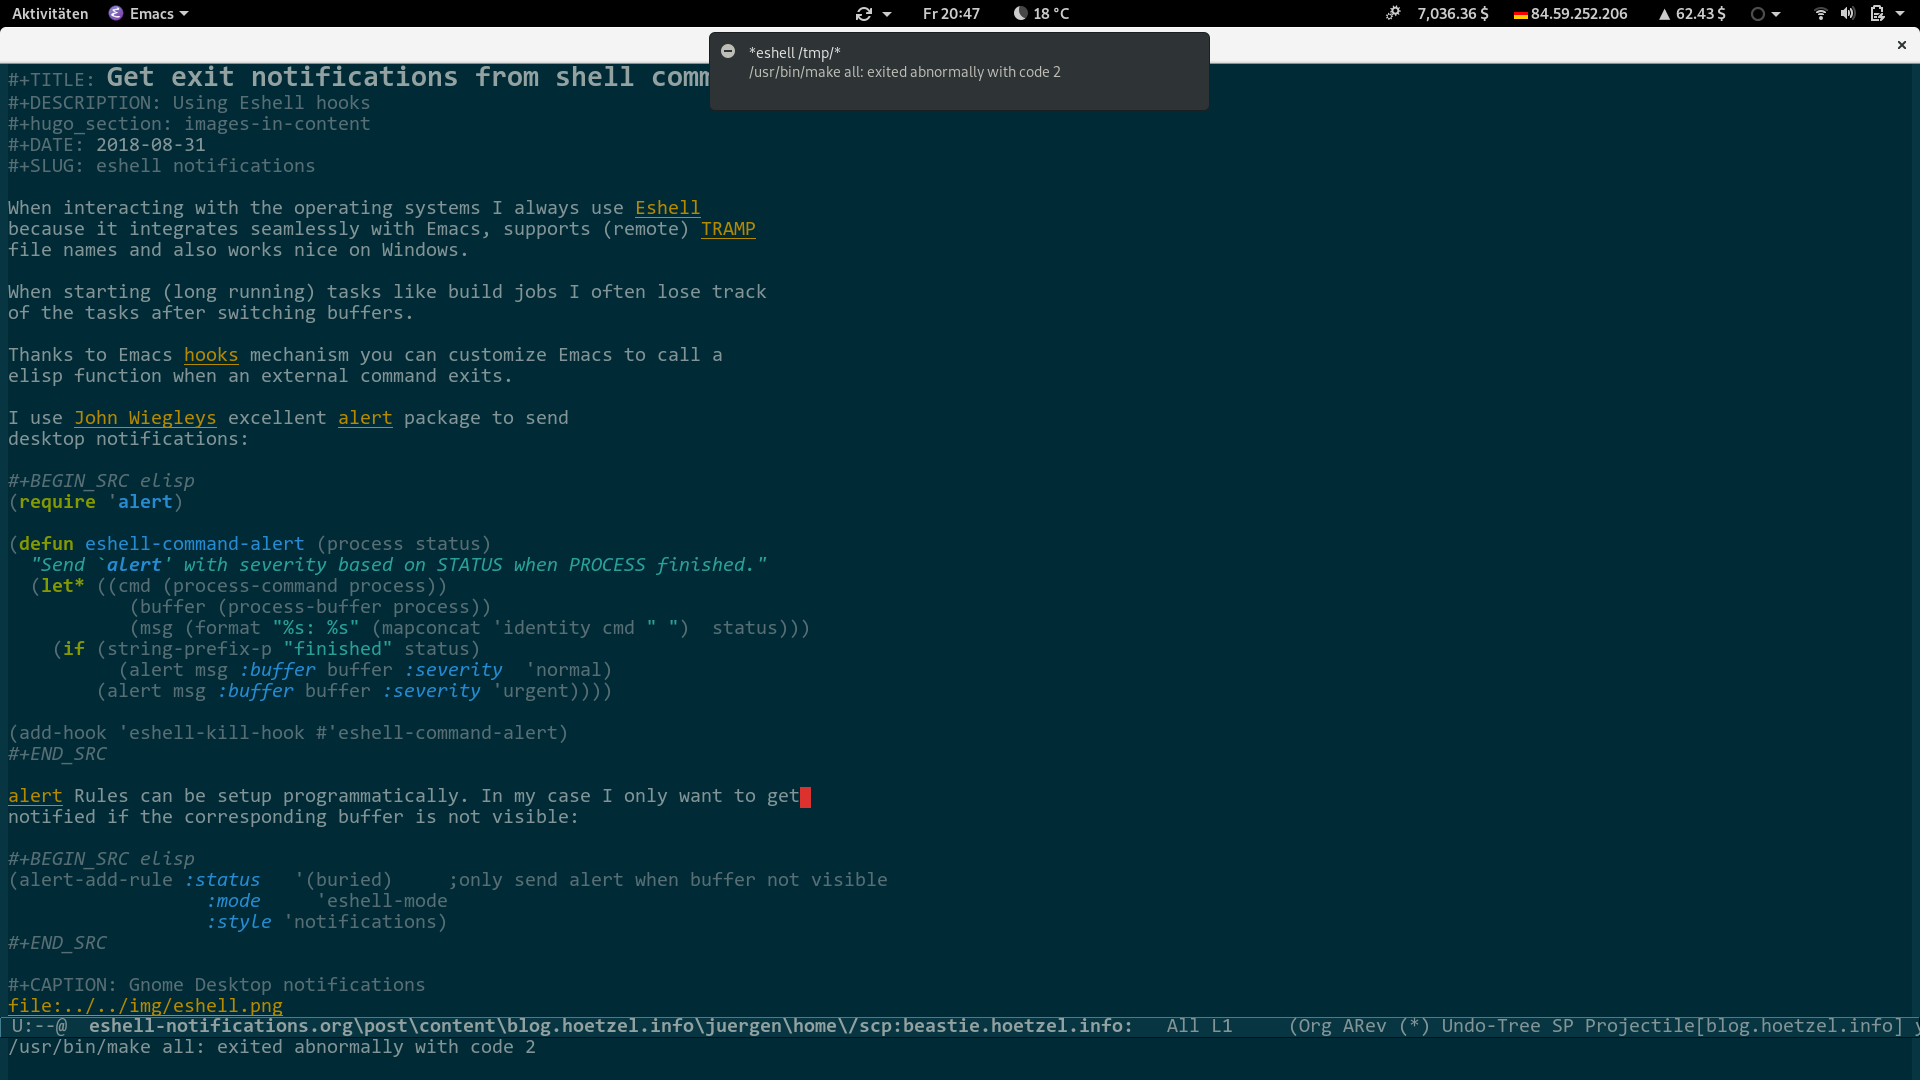 Aktivitäten Emacs Fr 20:47 18 °C 7,036.36 $ 84.59.252.206 ▲ 62.43 $
*eshell /tmp/*
/usr/bin/make all: exited abnormally with code 2
#+TITLE: Get exit notifications from shell comm
#+DESCRIPTION: Using Eshell hooks
#+hugo_section: images-in-content
#+DATE: 2018-08-31
#+SLUG: eshell notifications
When interacting with the operating systems I always use Eshell
because it integrates seamlessly with Emacs, supports (remote) TRAMP
file names and also works nice on Windows.
When starting (long running) tasks like build jobs I often lose track
of the tasks after switching buffers.
Thanks to Emacs hooks mechanism you can customize Emacs to call a
elisp function when an external command exits.
I use John Wiegleys excellent alert package to send
desktop notifications:
#+BEGIN_SRC elisp
(require 'alert)
(defun eshell-command-alert (process status)
  "Send `alert' with severity based on STATUS when PROCESS finished."
  (let* ((cmd (process-command process))
           (buffer (process-buffer process))
           (msg (format "%s: %s" (mapconcat 'identity cmd " ")  status)))
    (if (string-prefix-p "finished" status)
          (alert msg :buffer buffer :severity  'normal)
        (alert msg :buffer buffer :severity 'urgent))))
(add-hook 'eshell-kill-hook #'eshell-command-alert)
#+END_SRC
alert Rules can be setup programmatically. In my case I only want to get
notified if the corresponding buffer is not visible:
#+BEGIN_SRC elisp
(alert-add-rule :status   '(buried)     ;only send alert when buffer not visible
                  :mode     'eshell-mode
                  :style 'notifications)
#+END_SRC
#+CAPTION: Gnome Desktop notifications
file:../../img/eshell.png
U:--@  eshell-notifications.org\post\content\blog.hoetzel.info\juergen\home\/scp:beastie.hoetzel.info:   All L1     (Org ARev (*) Undo-Tree SP Projectile[blog.hoetzel.info] y
/usr/bin/make all: exited abnormally with code 2